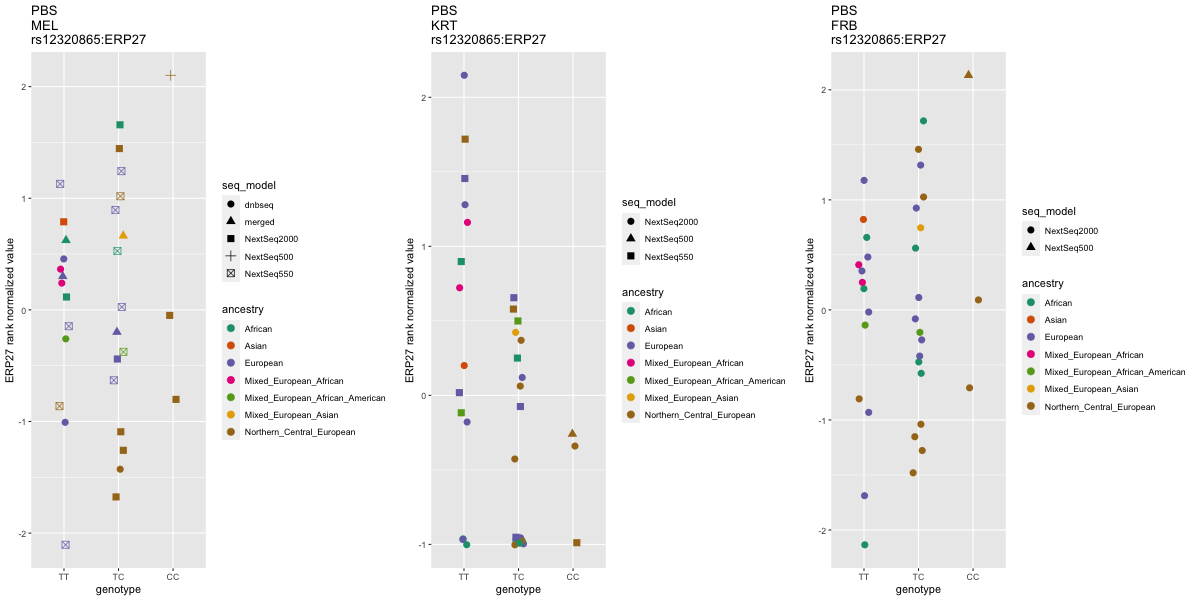 PBS
MEL
rs12320865:ERP27
ERP27 rank normalized value
2
1
0
-1
-2
TT
TC
CC
genotype
seq_model
dnbseq
merged
NextSeq2000
NextSeq500
NextSeq550
ancestry
African
Asian
European
Mixed_European_African
Mixed_European_African_American
Mixed_European_Asian
Northern_Central_European
PBS
KRT
rs12320865:ERP27
ERP27 rank normalized value
2
1
0
-1
TT
TC
CC
genotype
seq_model
NextSeq2000
NextSeq500
NextSeq550
ancestry
African
Asian
European
Mixed_European_African
Mixed_European_African_American
Mixed_European_Asian
Northern_Central_European
PBS
FRB
rs12320865:ERP27
ERP27 rank normalized value
2
1
0
-1
-2
TT
TC
CC
genotype
seq_model
NextSeq2000
NextSeq500
ancestry
African
Asian
European
Mixed_European_African
Mixed_European_African_American
Mixed_European_Asian
Northern_Central_European